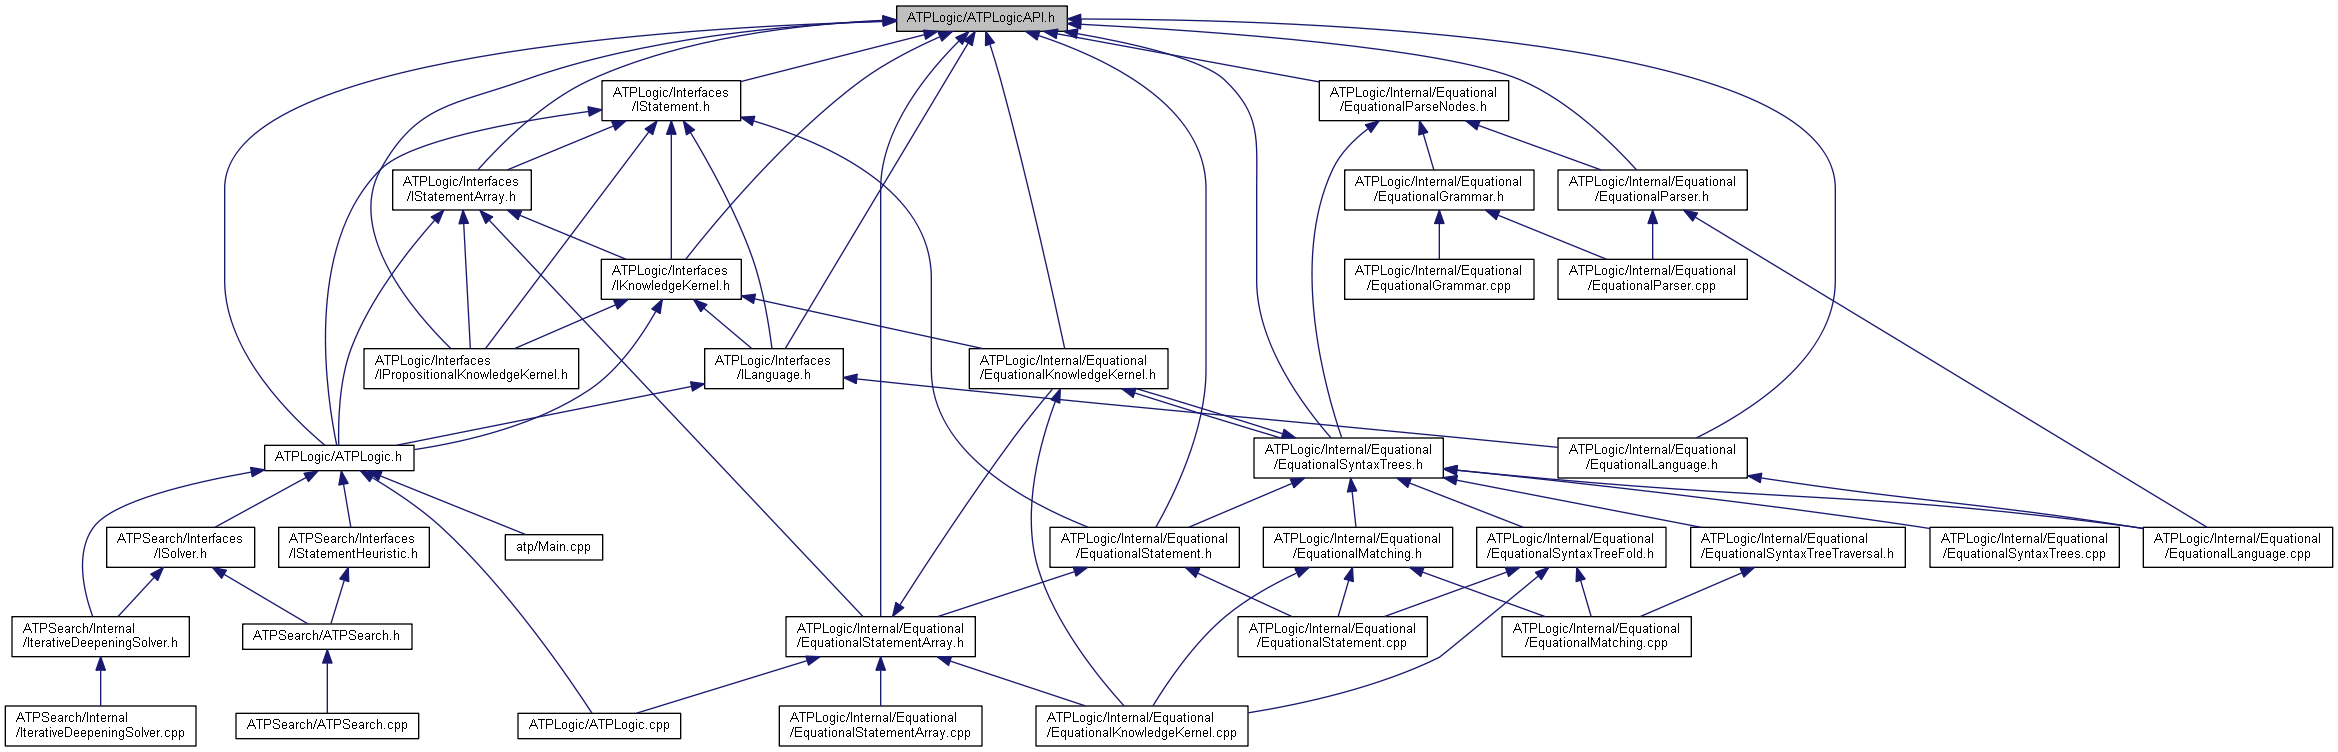 ATPLogic/ATPLogicAPI.h
ATPLogic/Interfaces
/IStatement.h
ATPLogic/Internal/Equational
/EquationalParseNodes.h
ATPLogic/Interfaces
/IStatementArray.h
ATPLogic/Internal/Equational
/EquationalGrammar.h
ATPLogic/Internal/Equational
/EquationalParser.h
ATPLogic/Interfaces
/IKnowledgeKernel.h
ATPLogic/Internal/Equational
/EquationalGrammar.cpp
ATPLogic/Internal/Equational
/EquationalParser.cpp
ATPLogic/Interfaces
/IPropositionalKnowledgeKernel.h
ATPLogic/Interfaces
/ILanguage.h
ATPLogic/Internal/Equational
/EquationalKnowledgeKernel.h
ATPLogic/ATPLogic.h
ATPLogic/Internal/Equational
/EquationalSyntaxTrees.h
ATPLogic/Internal/Equational
/EquationalLanguage.h
ATPSearch/Interfaces
/ISolver.h
ATPSearch/Interfaces
/IStatementHeuristic.h
atp/Main.cpp
ATPLogic/Internal/Equational
/EquationalStatement.h
ATPLogic/Internal/Equational
/EquationalMatching.h
ATPLogic/Internal/Equational
/EquationalSyntaxTreeFold.h
ATPLogic/Internal/Equational
/EquationalSyntaxTreeTraversal.h
ATPLogic/Internal/Equational
/EquationalSyntaxTrees.cpp
ATPLogic/Internal/Equational
/EquationalLanguage.cpp
ATPSearch/Internal
/IterativeDeepeningSolver.h
ATPSearch/ATPSearch.h
ATPLogic/Internal/Equational
/EquationalStatementArray.h
ATPLogic/Internal/Equational
/EquationalStatement.cpp
ATPLogic/Internal/Equational
/EquationalMatching.cpp
ATPSearch/Internal
/IterativeDeepeningSolver.cpp
ATPSearch/ATPSearch.cpp
ATPLogic/ATPLogic.cpp
ATPLogic/Internal/Equational
/EquationalStatementArray.cpp
ATPLogic/Internal/Equational
/EquationalKnowledgeKernel.cpp